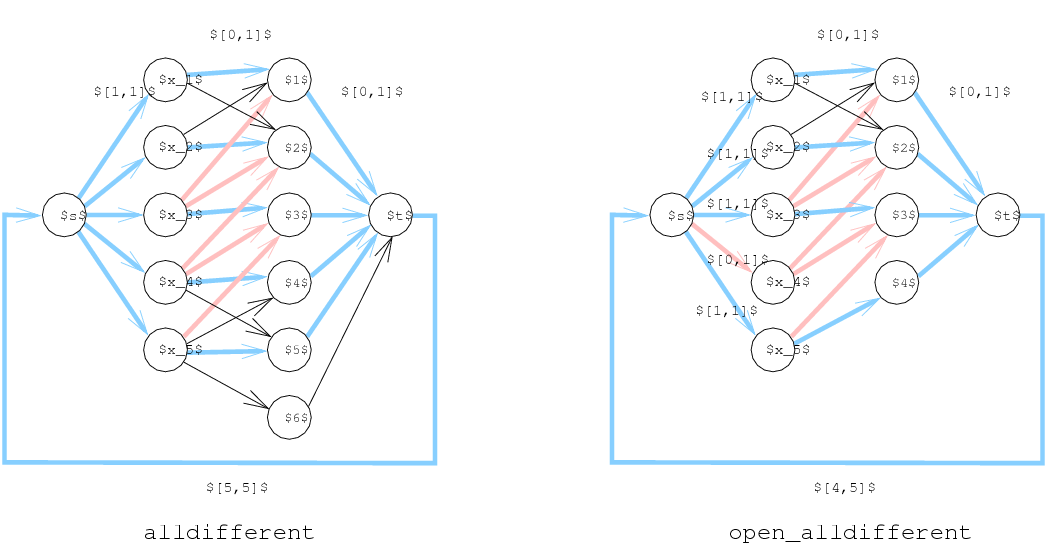 $[0,1]$
$[1,1]$
$[0,1]$
$x_1$
$1$
$x_2$
$2$
$s$
$x_3$
$3$
$t$
$x_4$
$4$
$x_5$
$5$
$6$
$[5,5]$
alldifferent
$[0,1]$
$[1,1]$
$[0,1]$
$x_1$
$1$
$[1,1]$
$x_2$
$2$
$[1,1]$
$s$
$x_3$
$3$
$t$
$[0,1]$
$x_4$
$4$
$[1,1]$
$x_5$
$[4,5]$
open_alldifferent